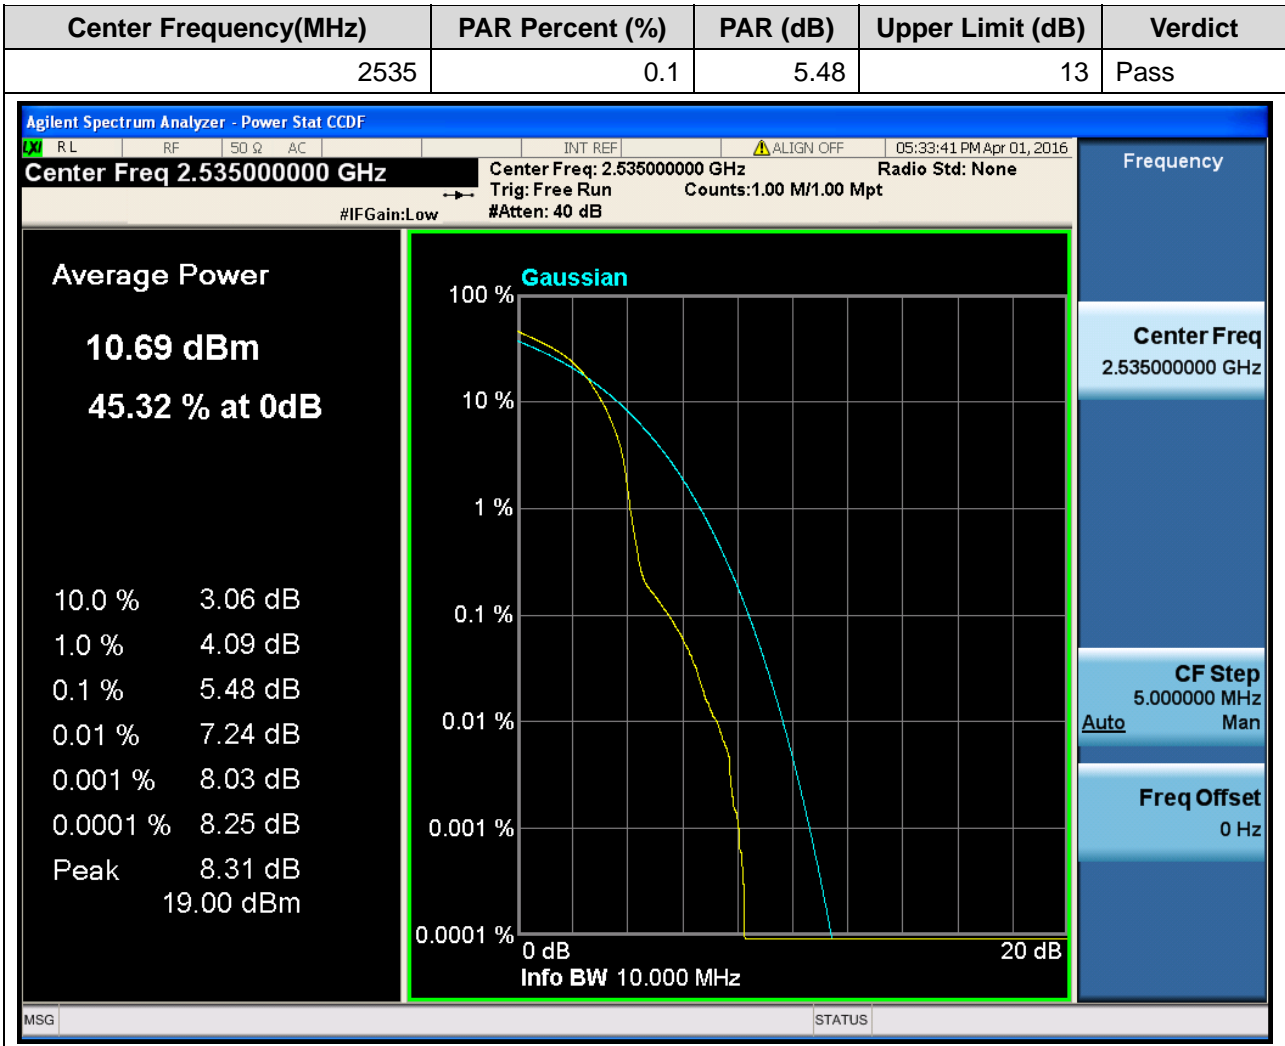 Center Frequency(MHz) PAR Percent (%) PAR (dB) Upper Limit (dB) Verdict
2535 0.1 5.48 13 Pass
Agilent Spectrum Analyzer - Power Stat CCDF
LXI RL RF 50 Ω AC INT REF ALIGN OFF 05:33:41 PM Apr 01, 2016
Center Freq 2.535000000 GHz
#IFGain:Low
Center Freq: 2.535000000 GHz
Trig: Free Run Counts:1.00 M/1.00 Mpt
#Atten: 40 dB
Radio Std: None
Average Power
10.69 dBm
45.32 % at 0dB
10.0 % 3.06 dB
1.0 % 4.09 dB
0.1 % 5.48 dB
0.01 % 7.24 dB
0.001 % 8.03 dB
0.0001 % 8.25 dB
Peak 8.31 dB
19.00 dBm
Gaussian
100 %
10 %
1 %
0.1 %
0.01 %
0.001 %
0.0001 %
0 dB 20 dB
Info BW 10.000 MHz
Frequency
Center Freq
2.535000000 GHz
CF Step
5.000000 MHz
Auto Man
Freq Offset
0 Hz
MSG STATUS